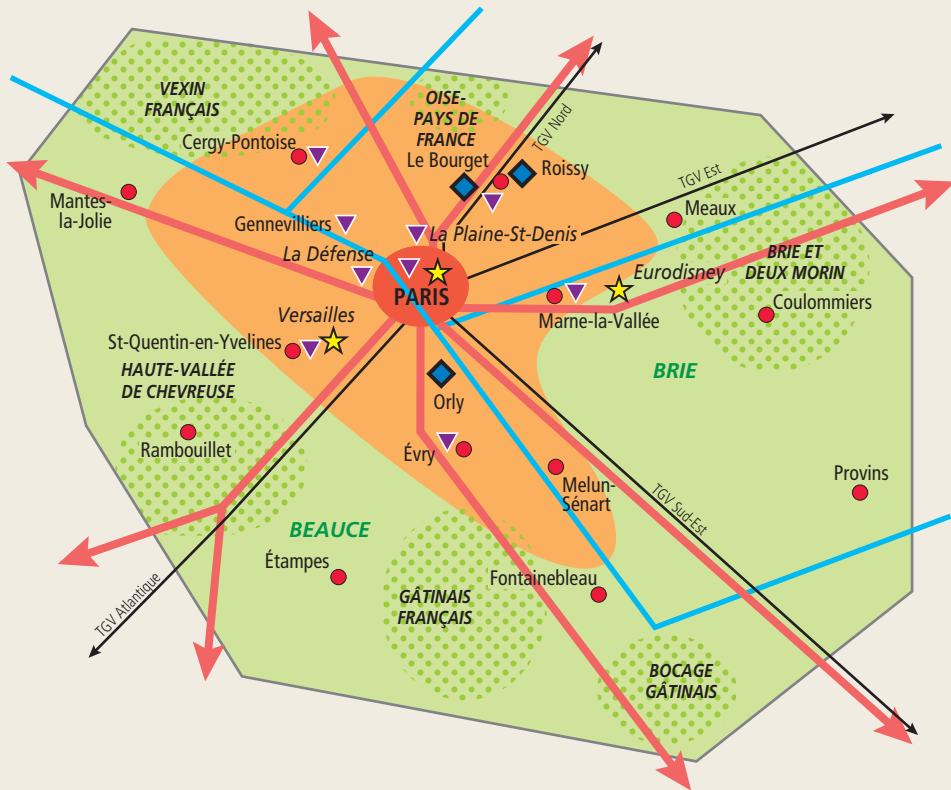 VEXIN
FRANÇAIS
OISE-
PAYS DE
FRANCE
Cergy-Pontoise
Le Bourget
TGV Nord
Roissy
TGV Est
Mantes-
la-Jolie
Meaux
Gennevilliers
La Plaine-St-Denis
La Défense
BRIE ET
DEUX MORIN
Eurodisney
PARIS
Coulommiers
Versailles
Marne-la-Vallée
St-Quentin-en-Yvelines
HAUTE-VALLÉE
DE CHEVREUSE
BRIE
Orly
Rambouillet
Évry
Melun-
Sénart
Provins
TGV Sud-Est
BEAUCE
Étampes
Fontainebleau
GÂTINAIS
FRANÇAIS
TGV Atlantique
BOCAGE
GÂTINAIS